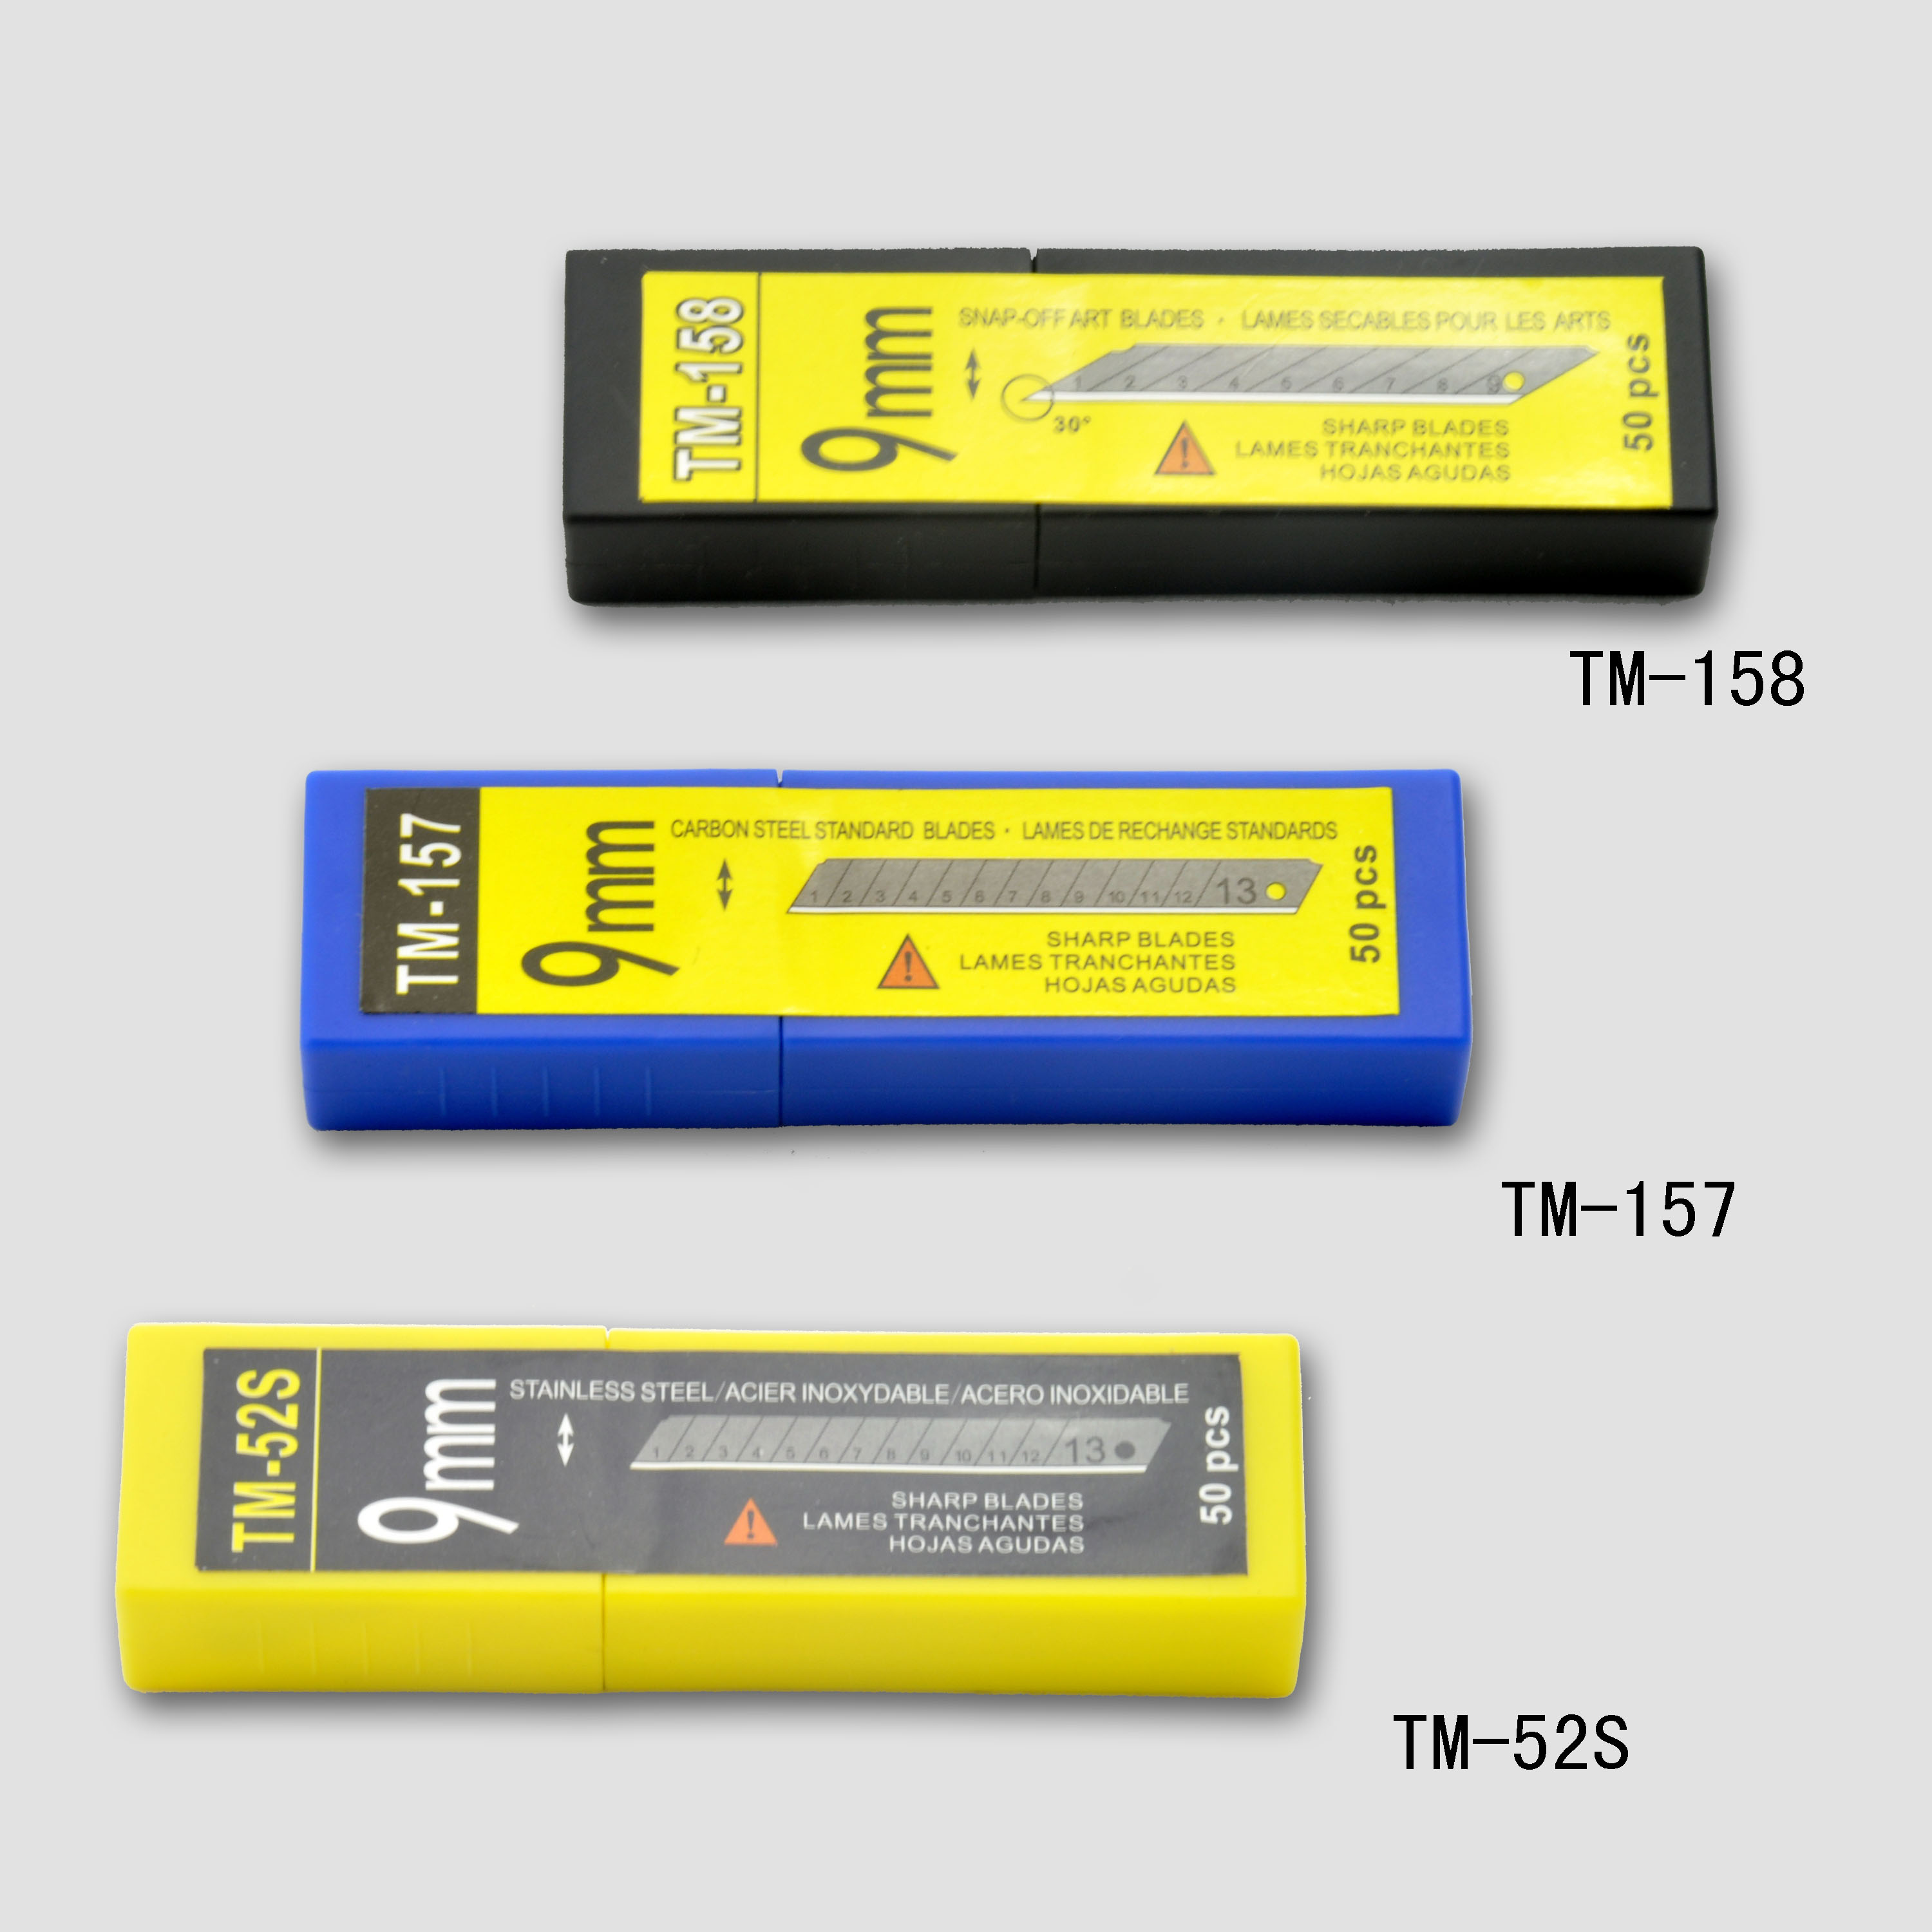 TM-158
9mm
SNAP-OFF ART BLADES · LAMES SECABLES POUR LES ARTS
1 2 3 4 5 6 7 8 9
30°
SHARP BLADES
LAMES TRANCHANTES
HOJAS AGUDAS
50 pcs
TM-158
TM-157
9mm
CARBON STEEL STANDARD BLADES · LAMES DE RECHANGE STANDARDS
1 2 3 4 5 6 7 8 9 10 11 12 13
SHARP BLADES
LAMES TRANCHANTES
HOJAS AGUDAS
50 pcs
TM-157
TM-52S
9mm
STAINLESS STEEL/ACIER INOXYDABLE/ACERO INOXIDABLE
1 2 3 4 5 6 7 8 9 10 11 12 13
SHARP BLADES
LAMES TRANCHANTES
HOJAS AGUDAS
50 pcs
TM-52S